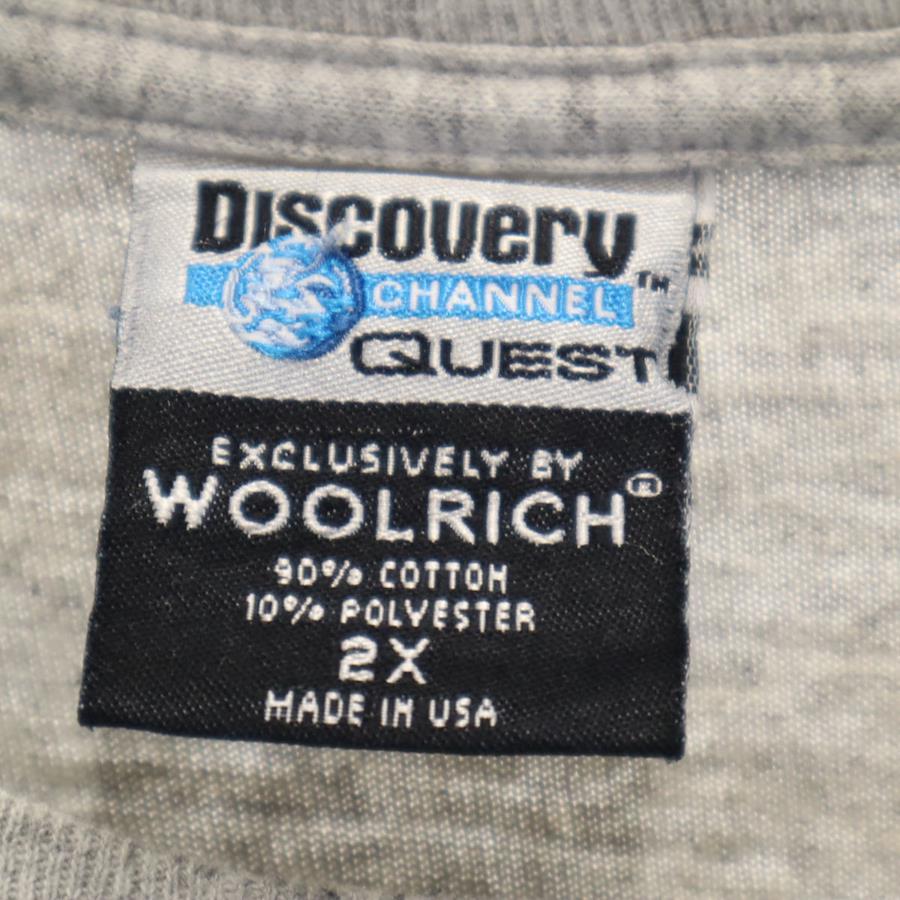 DISCOVERY
CHANNEL™
QUEST
EXCLUSIVELY BY
WOOLRICH®
90% COTTON
10% POLYESTER
2X
MADE IN USA